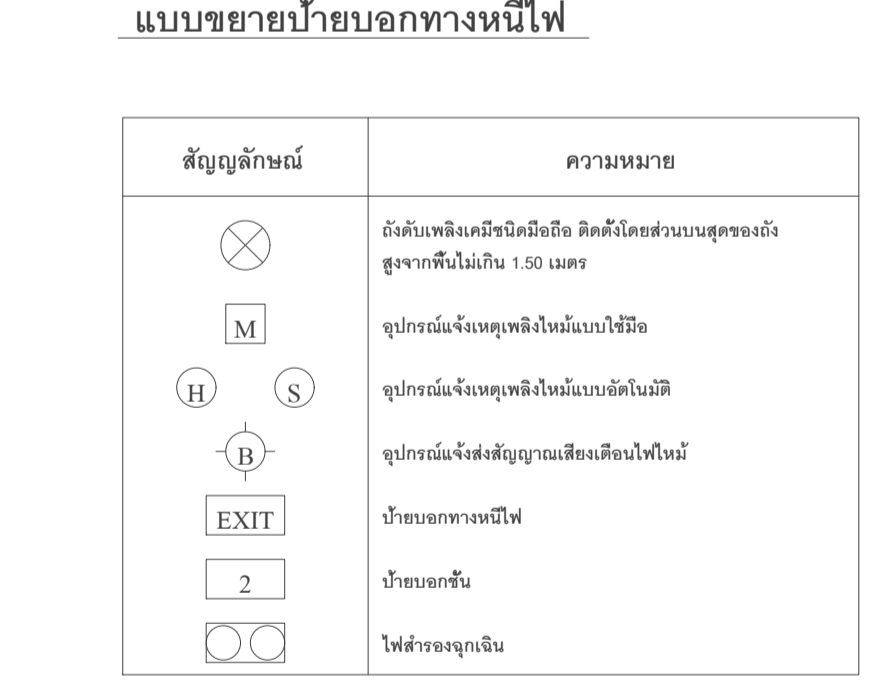 แบบขยายป้ายบอกทางหนีไฟ
สัญญลักษณ์ ความหมาย
ถังดับเพลิงเคมีชนิดมือถือ ติดตั้งโดยส่วนบนสุดของถัง
สูงจากพื้นไม่เกิน 1.50 เมตร
M อุปกรณ์แจ้งเหตุเพลิงไหม้แบบใช้มือ
H S อุปกรณ์แจ้งเหตุเพลิงไหม้แบบอัตโนมัติ
B อุปกรณ์แจ้งส่งสัญญาณเสียงเตือนไฟไหม้
EXIT ป้ายบอกทางหนีไฟ
2 ป้ายบอกชั้น
ไฟสำรองฉุกเฉิน